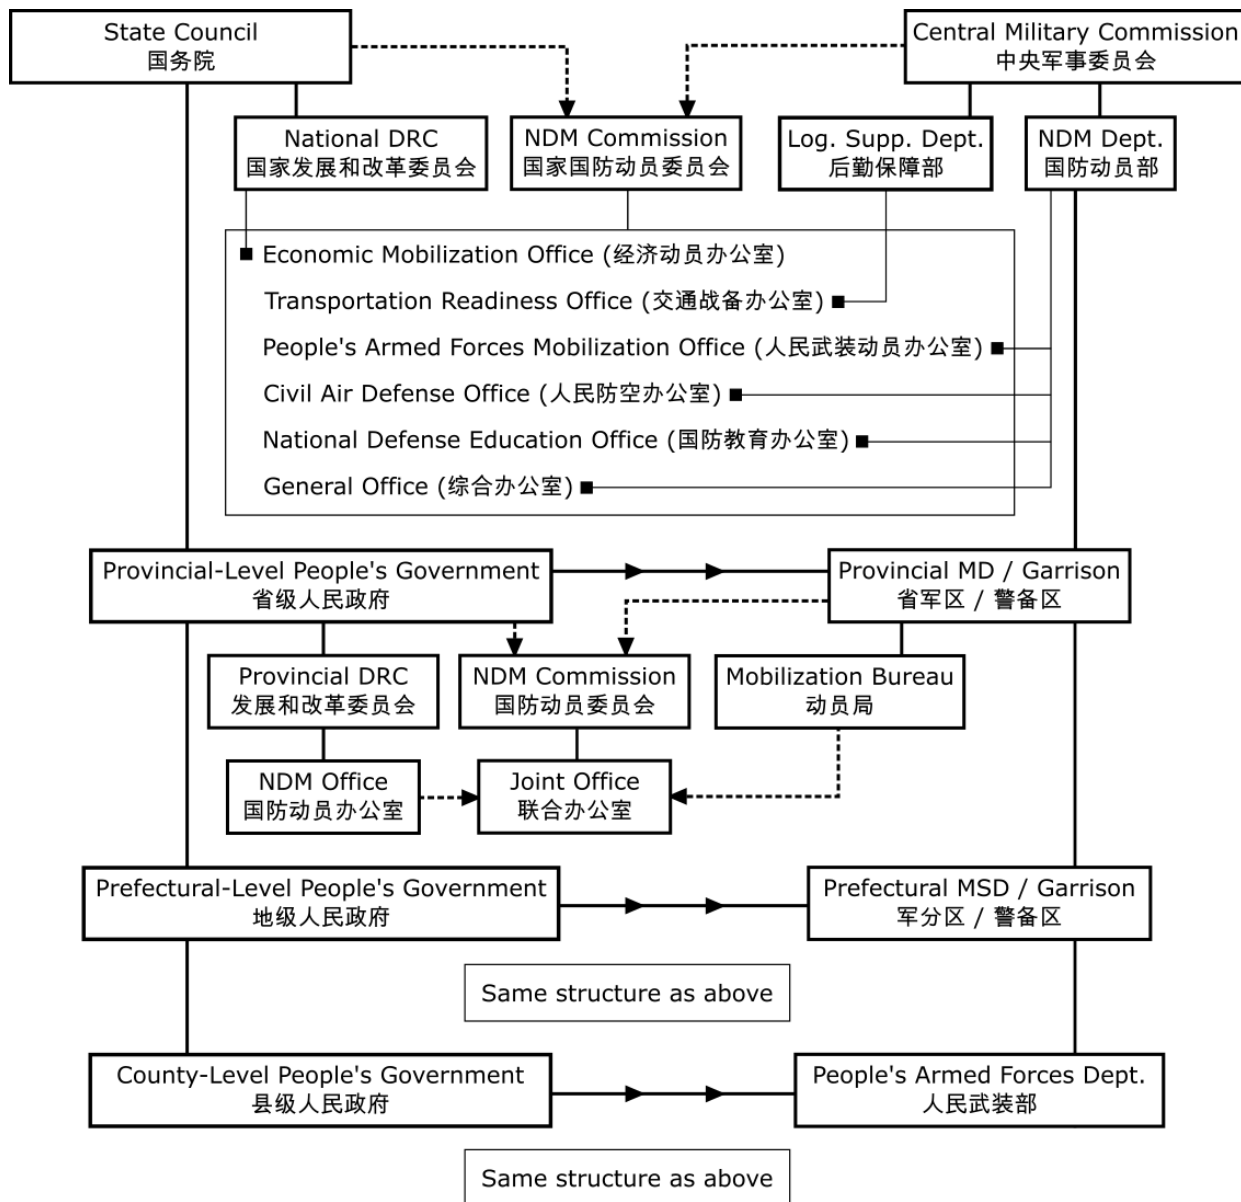 State Council
国务院
Central Military Commission
中央军事委员会
National DRC
国家发展和改革委员会
NDM Commission
国家国防动员委员会
Log. Supp. Dept.
后勤保障部
NDM Dept.
国防动员部
Economic Mobilization Office (经济动员办公室)
Transportation Readiness Office (交通战备办公室)
People's Armed Forces Mobilization Office (人民武装动员办公室)
Civil Air Defense Office (人民防空办公室)
National Defense Education Office (国防教育办公室)
General Office (综合办公室)
Provincial-Level People's Government
省级人民政府
Provincial MD / Garrison
省军区 / 警备区
Provincial DRC
发展和改革委员会
NDM Commission
国防动员委员会
Mobilization Bureau
动员局
NDM Office
国防动员办公室
Joint Office
联合办公室
Prefectural-Level People's Government
地级人民政府
Prefectural MSD / Garrison
军分区 / 警备区
Same structure as above
County-Level People's Government
县级人民政府
People's Armed Forces Dept.
人民武装部
Same structure as above